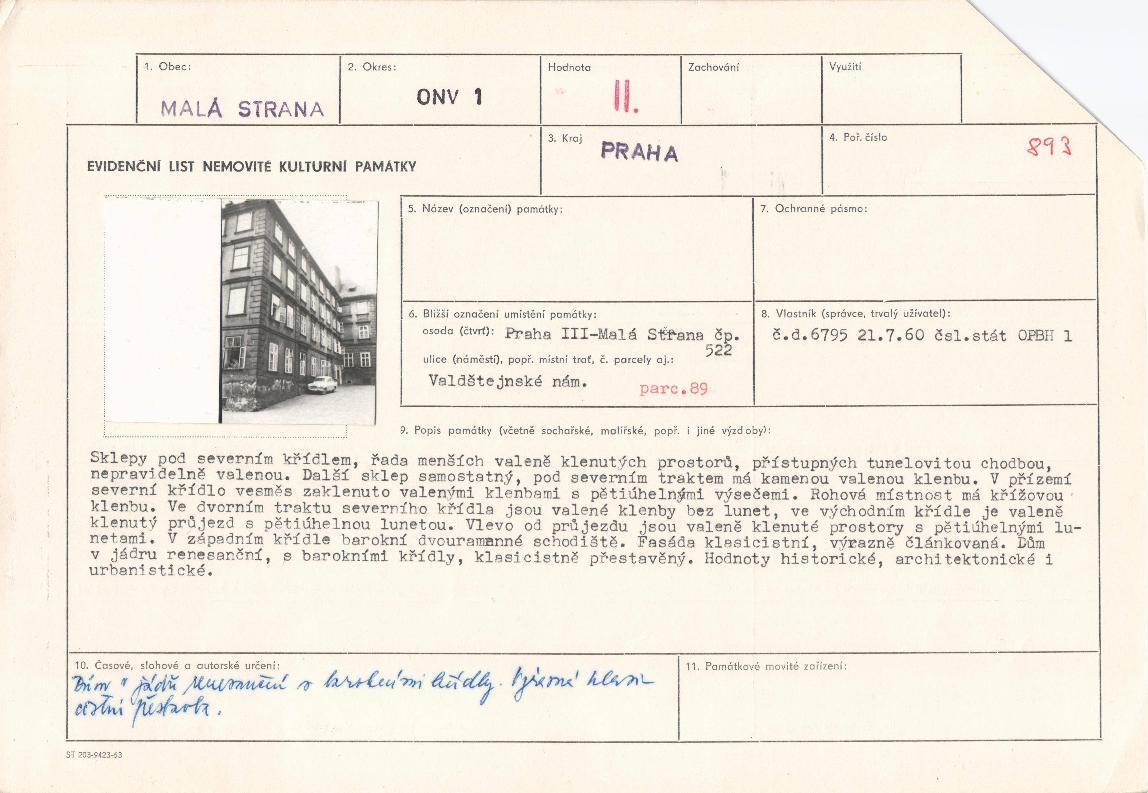 1. Obec:
MALÁ STRANA
2. Okres:
ONV 1
Hodnota
II.
Zachování
Využití
EVIDENČNÍ LIST NEMOVITÉ KULTURNÍ PAMÁTKY
3. Kraj
PRAHA
4. Poř. číslo
893
5. Název (označení) památky:
7. Ochranné pásmo:
6. Bližší označení umístění památky:
osoda (čtvrť): Praha III-Malá Strana čp.
522
ulice (náměstí), popř. místní trať, č. parcely aj.:
Valdštejnské nám. parc.89
8. Vlastník (správce, trvalý uživatel):
č.d.6795 21.7.60 čsl.stát OPBH 1
9. Popis památky (včetně sochařské, malířské, popř. i jiné výzdoby):
Sklepy pod severním křídlem, řada menších valeně klenutých prostorů, přístupných tunelovitou chodbou,
nepravidelně valenou. Další sklep samostatný, pod severním traktem má kamenou valenou klenbu. V přízemí
severní křídlo vesměs zaklenuto valenými klenbami s pětiúhelnými výsečemi. Rohová místnost má křížovou
klenbu. Ve dvorním traktu severního křídla jsou valené klenby bez lunet, ve východním křídle je valeně
klenutý průjezd s pětiúhelnou lunetou. Vlevo od průjezdu jsou valeně klenuté prostory s pětiúhelnými lu-
netami. V západním křídle barokní dvouramanné schodiště. Fasáda klasicistní, výrazně článkovaná. Dům
v jádru renesanční, s barokními křídly, klasicistně přestavěný. Hodnoty historické, architektonické i
urbanistické.
10. Časové, slohové a autorské určení:
Dům v jádře renesanční s barokními křídly. Výrazná klasi-
cistní přestavba.
11. Památkové movité zařízení:
ST 203-9423-63